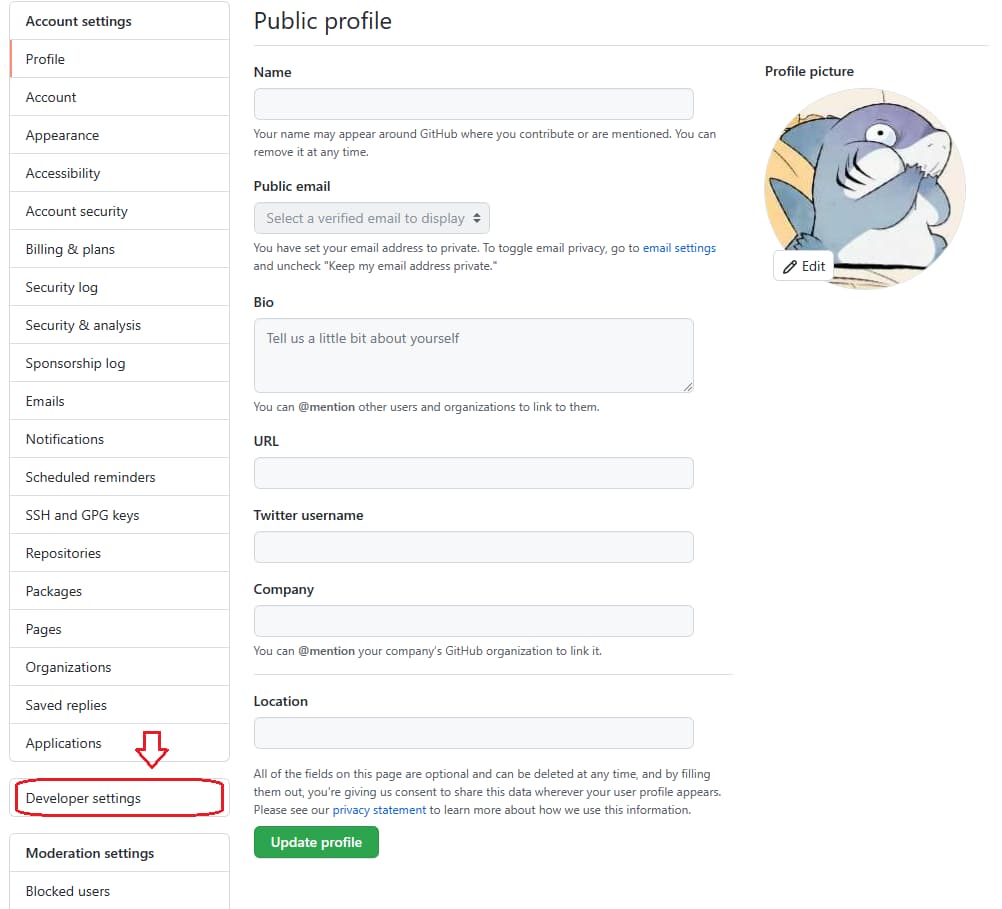 Account settings
Profile
Account
Appearance
Accessibility
Account security
Billing & plans
Security log
Security & analysis
Sponsorship log
Emails
Notifications
Scheduled reminders
SSH and GPG keys
Repositories
Packages
Pages
Organizations
Saved replies
Applications
Developer settings
Moderation settings
Blocked users
Public profile
Name
Your name may appear around GitHub where you contribute or are mentioned. You can
remove it at any time.
Public email
Select a verified email to display
You have set your email address to private. To toggle email privacy, go to email settings
and uncheck "Keep my email address private."
Bio
Tell us a little bit about yourself
You can @mention other users and organizations to link to them.
URL
Twitter username
Company
You can @mention your company's GitHub organization to link it.
Location
All of the fields on this page are optional and can be deleted at any time, and by filling
them out, you're giving us consent to share this data wherever your user profile appears.
Please see our privacy statement to learn more about how we use this information.
Update profile
Profile picture
Edit